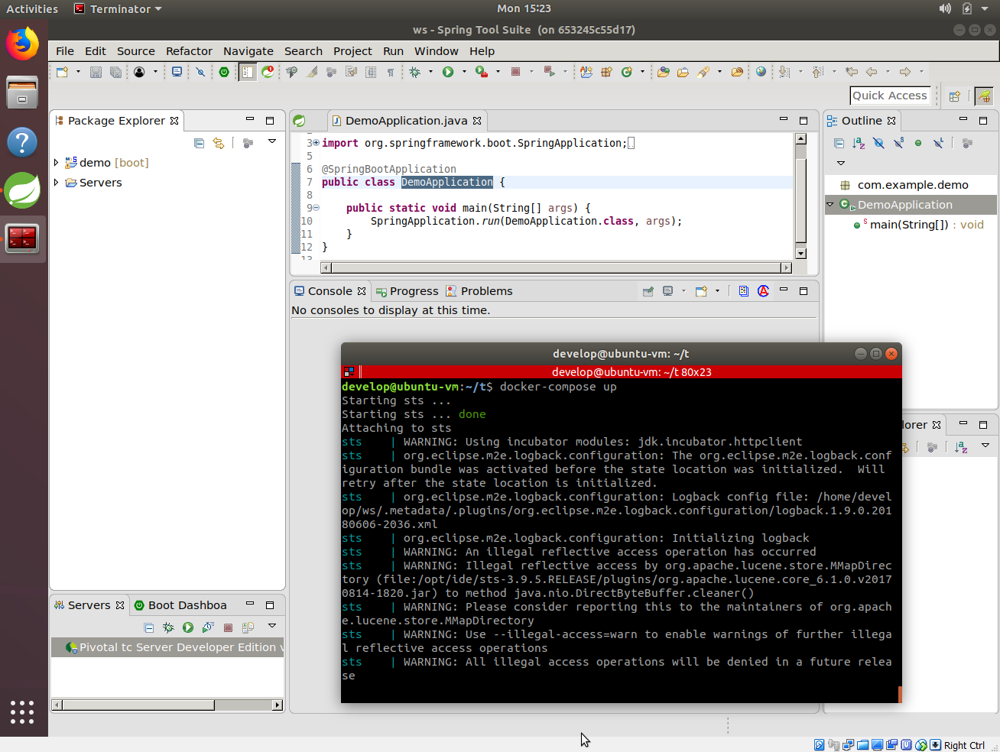 Activities
Terminator
Mon 15:23
ws - Spring Tool Suite (on 653245c55d17)
File Edit Source Refactor Navigate Search Project Run Window Help
Quick Access
Package Explorer
demo [boot]
Servers
DemoApplication.java
3 import org.springframework.boot.SpringApplication;
5
6 @SpringBootApplication
7 public class DemoApplication {
8
9 public static void main(String[] args) {
10 SpringApplication.run(DemoApplication.class, args);
11 }
12 }
13
Outline
com.example.demo
DemoApplication
main(String[]) : void
Console Progress Problems
No consoles to display at this time.
lorer
Servers Boot Dashboa
Pivotal tc Server Developer Edition v
develop@ubuntu-vm: ~/t
develop@ubuntu-vm: ~/t 80x23
develop@ubuntu-vm:~/t$ docker-compose up
Starting sts ...
Starting sts ... done
Attaching to sts
sts | WARNING: Using incubator modules: jdk.incubator.httpclient
sts | org.eclipse.m2e.logback.configuration: The org.eclipse.m2e.logback.conf
iguration bundle was activated before the state location was initialized. Will
retry after the state location is initialized.
sts | org.eclipse.m2e.logback.configuration: Logback config file: /home/devel
op/ws/.metadata/.plugins/org.eclipse.m2e.logback.configuration/logback.1.9.0.201
80606-2036.xml
sts | org.eclipse.m2e.logback.configuration: Initializing logback
sts | WARNING: An illegal reflective access operation has occurred
sts | WARNING: Illegal reflective access by org.apache.lucene.store.MMapDirec
tory (file:/opt/ide/sts-3.9.5.RELEASE/plugins/org.apache.lucene.core_6.1.0.v2017
0814-1820.jar) to method java.nio.DirectByteBuffer.cleaner()
sts | WARNING: Please consider reporting this to the maintainers of org.apach
e.lucene.store.MMapDirectory
sts | WARNING: Use --illegal-access=warn to enable warnings of further illega
l reflective access operations
sts | WARNING: All illegal access operations will be denied in a future relea
se
Right Ctrl